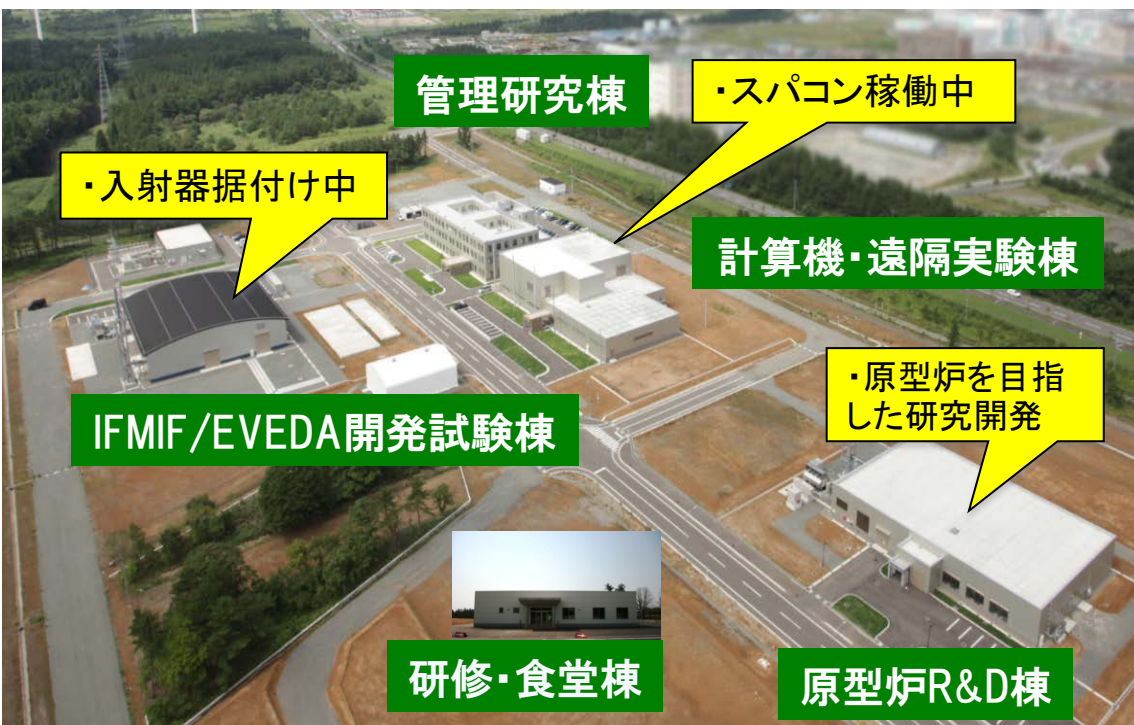 管理研究棟
・スパコン稼働中
・入射器据付け中
計算機・遠隔実験棟
・原型炉を目指
した研究開発
IFMIF/EVEDA開発試験棟
研修・食堂棟
原型炉R&D棟